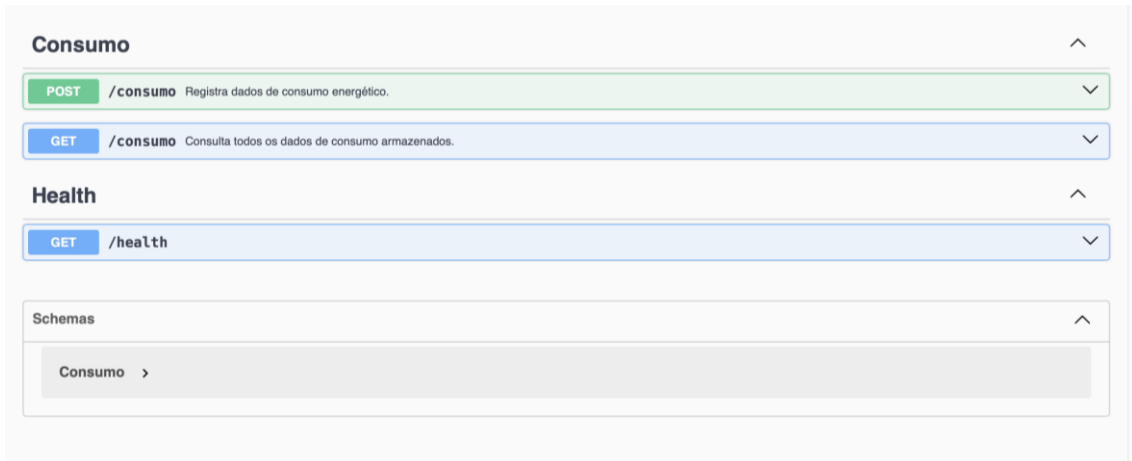 Consumo
POST /consumo Registra dados de consumo energético.
GET /consumo Consulta todos os dados de consumo armazenados.
Health
GET /health
Schemas
Consumo